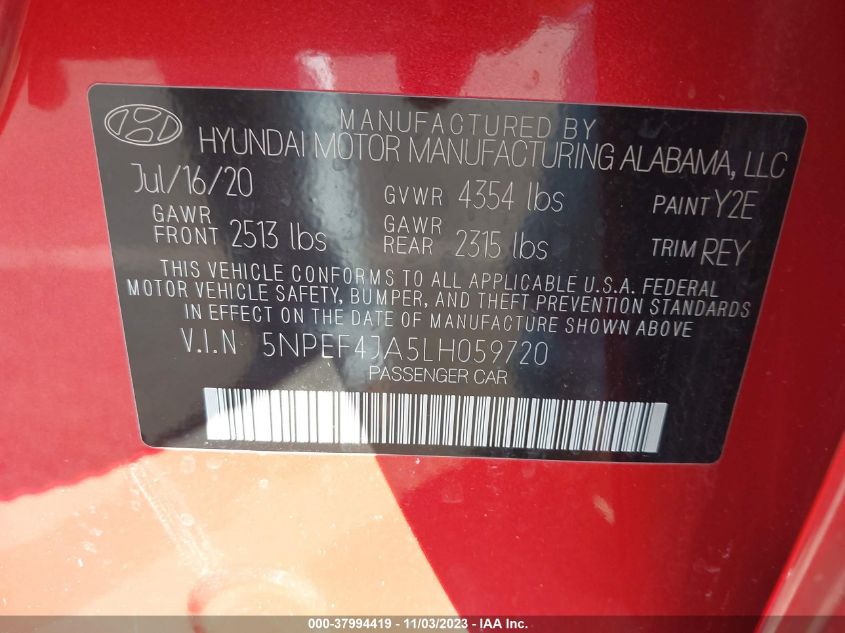 MANUFACTURED BY
HYUNDAI MOTOR MANUFACTURING ALABAMA, LLC
Jul/16/20 GVWR 4354 lbs PAINT Y2E
GAWR FRONT 2513 lbs GAWR REAR 2315 lbs TRIM REY
THIS VEHICLE CONFORMS TO ALL APPLICABLE U.S.A. FEDERAL
MOTOR VEHICLE SAFETY, BUMPER, AND THEFT PREVENTION STANDARDS
IN EFFECT ON THE DATE OF MANUFACTURE SHOWN ABOVE
V.I.N 5NPEF4JA5LH059720
PASSENGER CAR
000-37994419 - 11/03/2023 - IAA Inc.